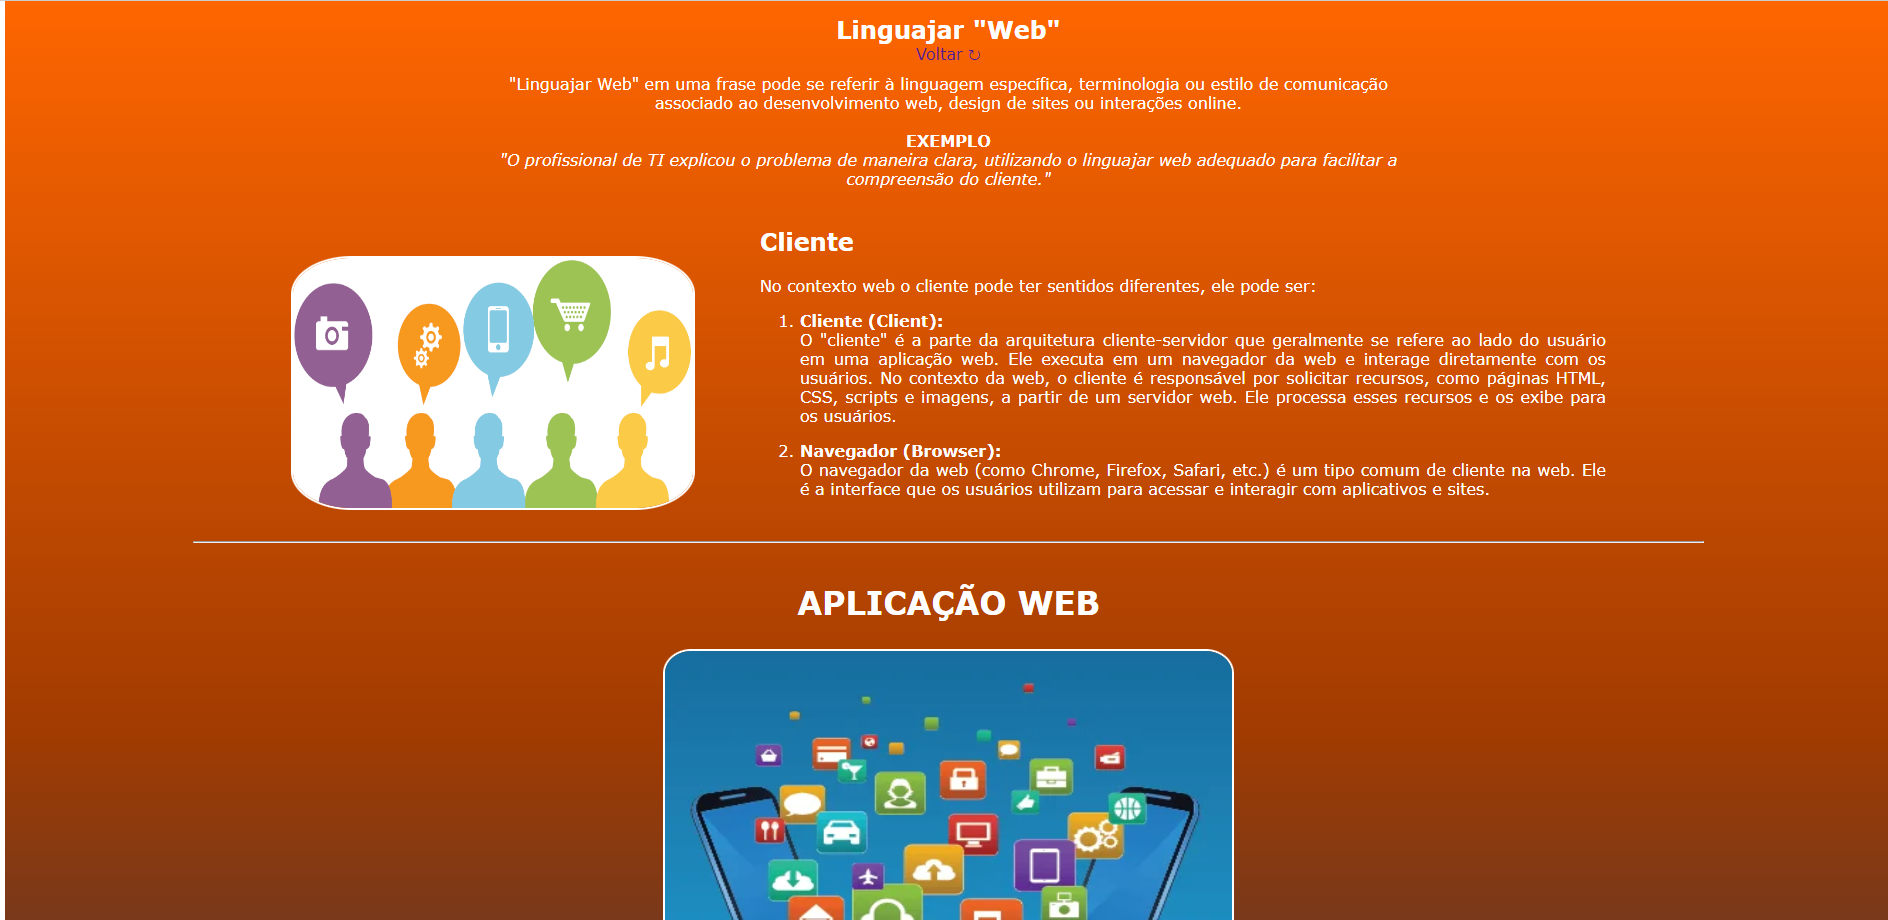 Linguajar "Web"
Voltar ↻
"Linguajar Web" em uma frase pode se referir à linguagem específica, terminologia ou estilo de comunicação
associado ao desenvolvimento web, design de sites ou interações online.
EXEMPLO
"O profissional de TI explicou o problema de maneira clara, utilizando o linguajar web adequado para facilitar a
compreensão do cliente."
Cliente
No contexto web o cliente pode ter sentidos diferentes, ele pode ser:
1. Cliente (Client):
O "cliente" é a parte da arquitetura cliente-servidor que geralmente se refere ao lado do usuário
em uma aplicação web. Ele executa em um navegador da web e interage diretamente com os
usuários. No contexto da web, o cliente é responsável por solicitar recursos, como páginas HTML,
CSS, scripts e imagens, a partir de um servidor web. Ele processa esses recursos e os exibe para
os usuários.
2. Navegador (Browser):
O navegador da web (como Chrome, Firefox, Safari, etc.) é um tipo comum de cliente na web. Ele
é a interface que os usuários utilizam para acessar e interagir com aplicativos e sites.
APLICAÇÃO WEB